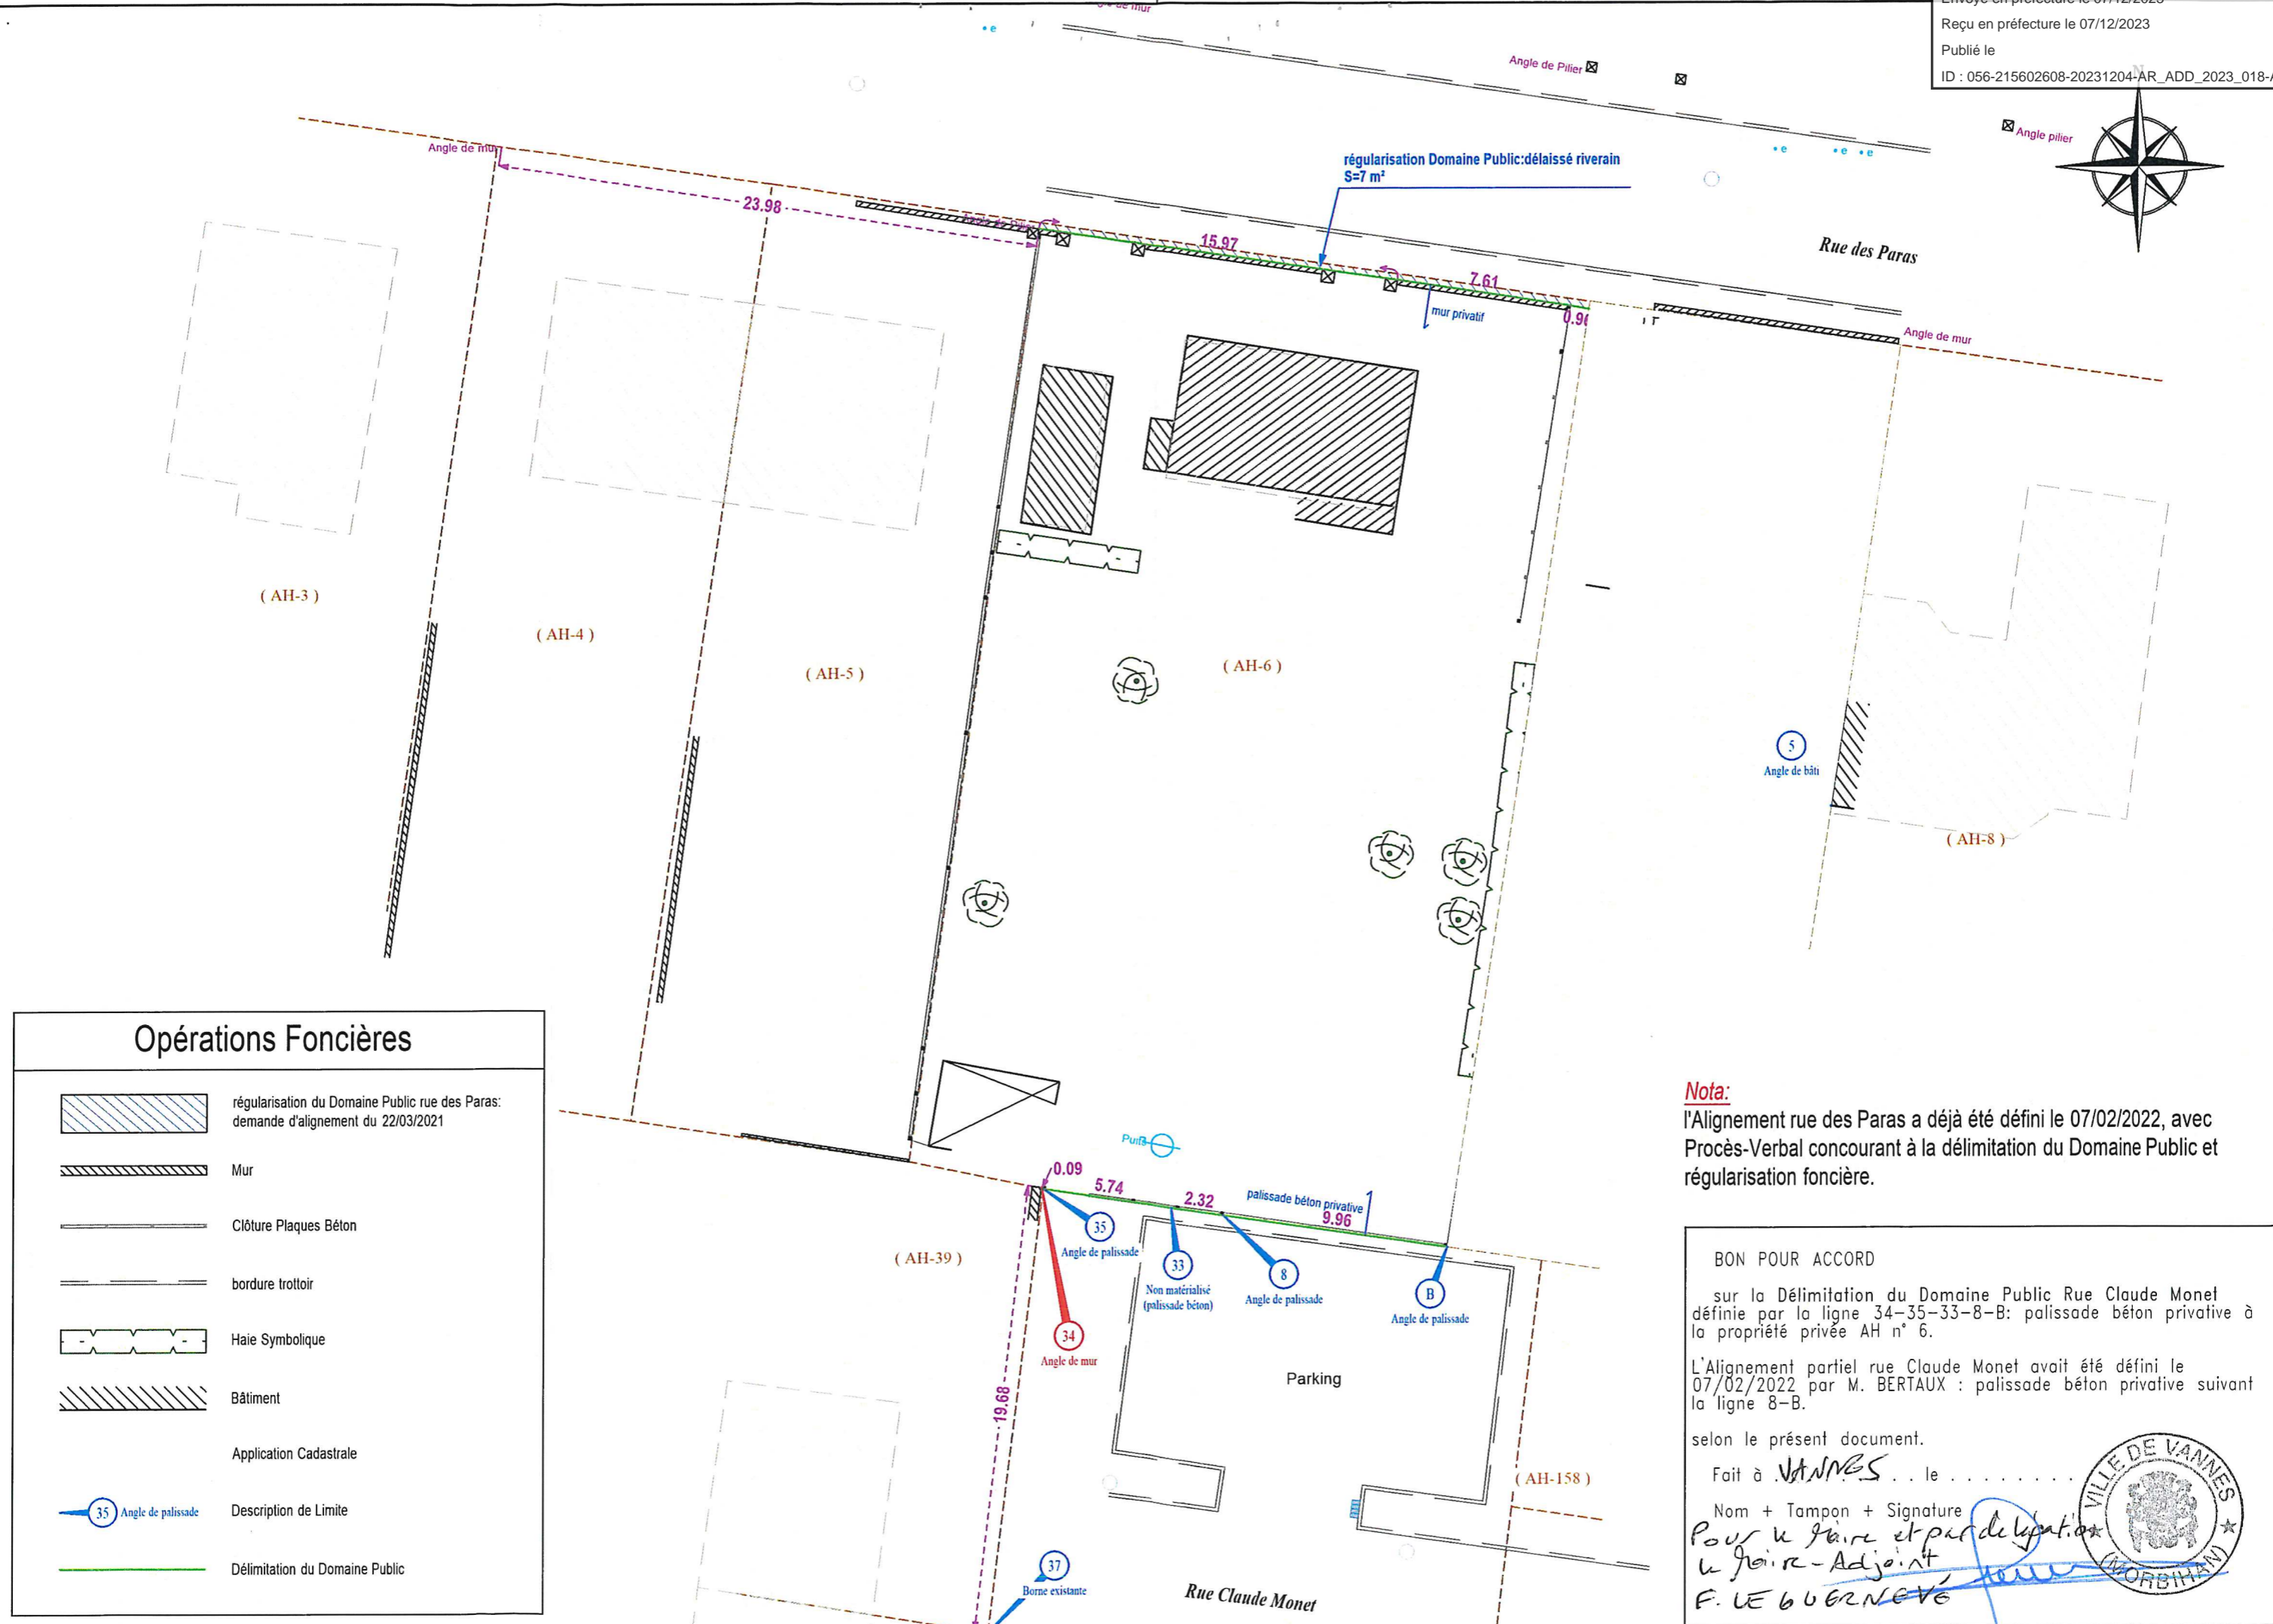 Reçu en préfecture le 07/12/2023
Publié le
ID : 056-215602608-20231204-AR_ADD_2023_018-A
Angle de Pilier
Angle pilier
e
e
e e
régularisation Domaine Public:délaissé riverain
S=7 m²
Angle de mur
23.98
15.97
7.61
0.96
mur privatif
Rue des Paras
Angle de mur
( AH-3 )
( AH-4 )
( AH-5 )
( AH-6 )
5
Angle de bâti
( AH-8 )
Opérations Foncières
régularisation du Domaine Public rue des Paras:
demande d'alignement du 22/03/2021
Mur
Clôture Plaques Béton
bordure trottoir
Haie Symbolique
Bâtiment
Application Cadastrale
35 Angle de palissade
Description de Limite
Délimitation du Domaine Public
Puits
0.09
5.74
2.32
palissade béton privative
9.96
35
Angle de palissade
33
Non matérialisé
(palissade béton)
8
Angle de palissade
B
Angle de palissade
34
Angle de mur
( AH-39 )
19.68
Parking
( AH-158 )
37
Borne existante
Rue Claude Monet
Nota:
l'Alignement rue des Paras a déjà été défini le 07/02/2022, avec
Procès-Verbal concourant à la délimitation du Domaine Public et
régularisation foncière.
BON POUR ACCORD
sur la Délimitation du Domaine Public Rue Claude Monet
définie par la ligne 34-35-33-8-B: palissade béton privative à
la propriété privée AH n° 6.
L'Alignement partiel rue Claude Monet avait été défini le
07/02/2022 par M. BERTAUX : palissade béton privative suivant
la ligne 8-B.
selon le présent document.
Fait à VANNES . . le . . . . . . . .
Nom + Tampon + Signature
Pour le Maire et par délégation
le Maire-Adjoint
F. LE GUERNEVÉ
VILLE DE VANNES
(MORBIHAN)